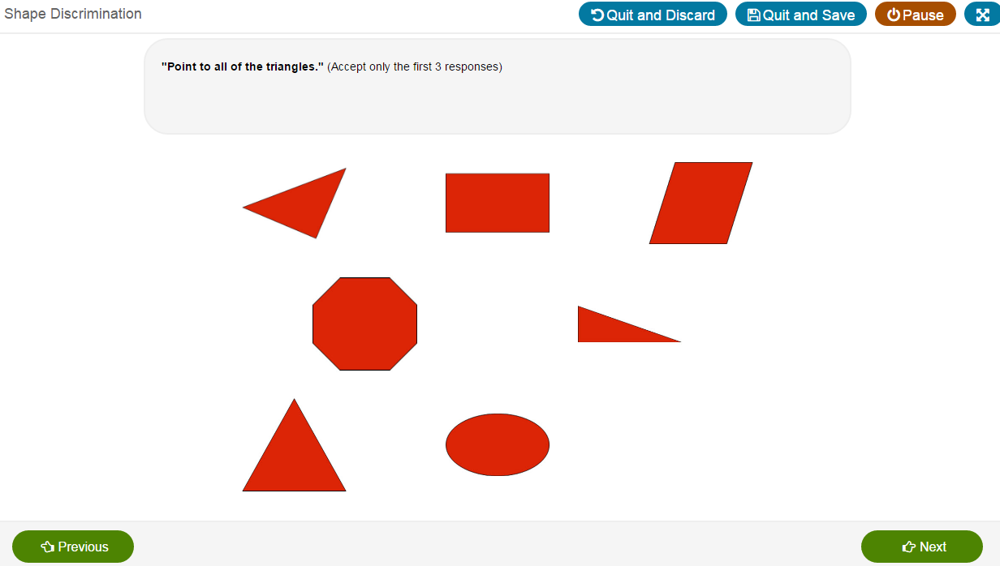 Shape Discrimination
Quit and Discard
Quit and Save
Pause
"Point to all of the triangles." (Accept only the first 3 responses)
Previous
Next